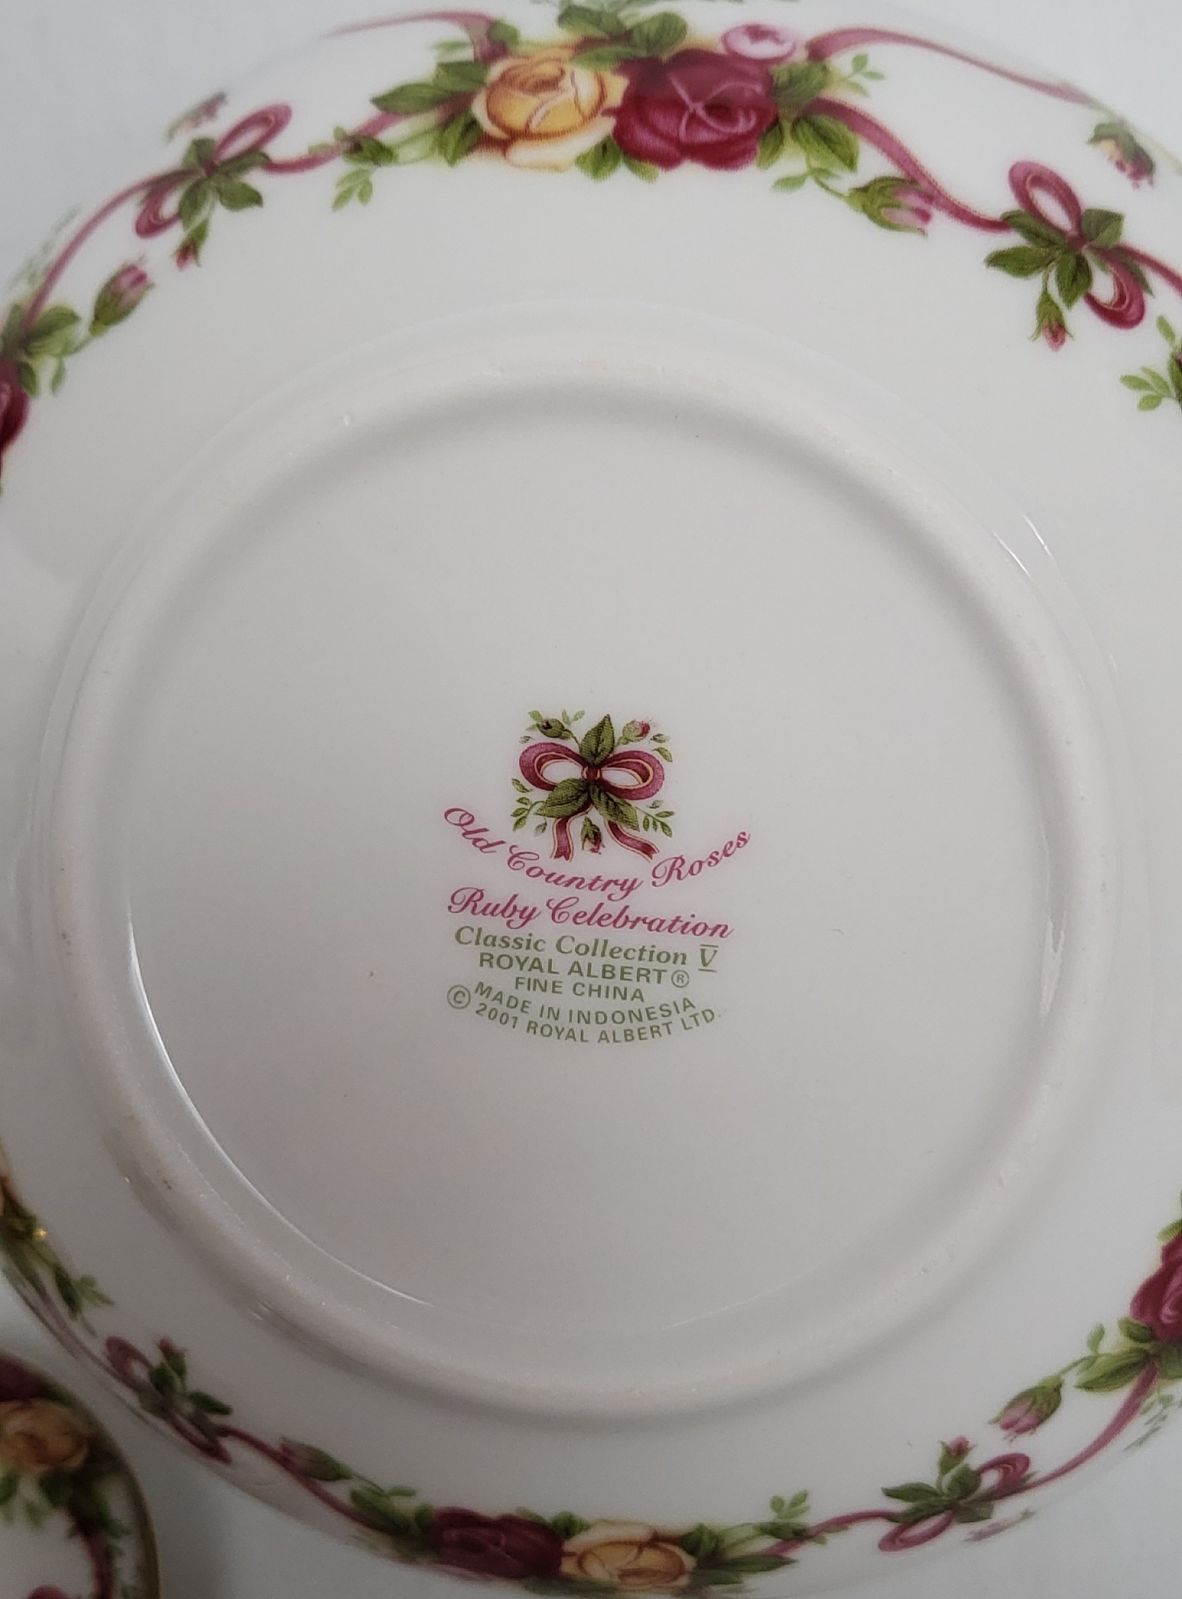 Old Country Roses
Ruby Celebration
Classic Collection V
ROYAL ALBERT®
FINE CHINA
MADE IN INDONESIA
© 2001 ROYAL ALBERT LTD.